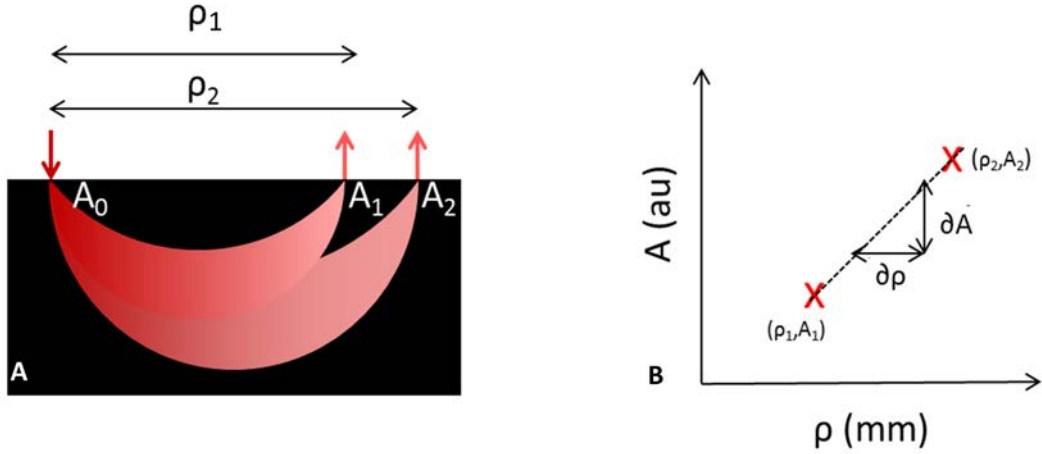 ρ₁
ρ₂
A₀
A₁
A₂
A
A (au)
(ρ₂,A₂)
∂A
∂ρ
(ρ₁,A₁)
B
ρ (mm)